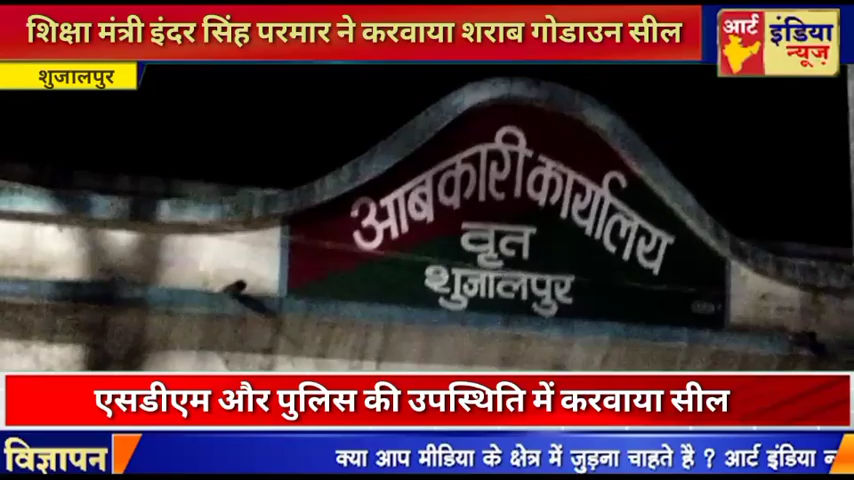 शिक्षा मंत्री इंदर सिंह परमार ने करवाया शराब गोडाउन सील
आर्ट इंडिया न्यूज़
शुजालपुर
आबकारी कार्यालय
वृत
शुजालपुर
एसडीएम और पुलिस की उपस्थिति में करवाया सील
विज्ञापन
क्या आप मीडिया के क्षेत्र में जुड़ना चाहते है ? आर्ट इंडिया न